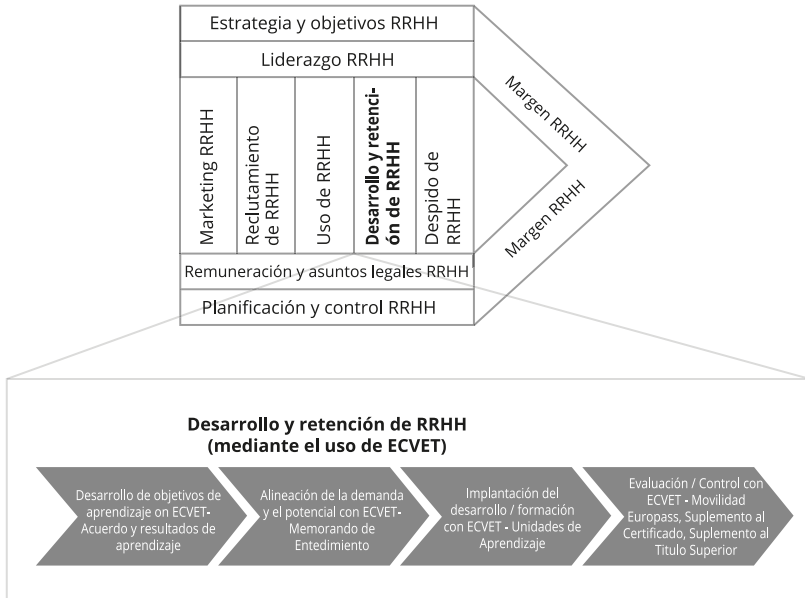 Estrategia y objetivos RRHH
Liderazgo RRHH
Marketing RRHH
Reclutamiento
de RRHH
Uso de RRHH
Desarrollo y retenci-
ón de RRHH
Despido de
RRHH
Margen RRHH
Margen RRHH
Remuneración y asuntos legales RRHH
Planificación y control RRHH
Desarrollo y retención de RRHH
(mediante el uso de ECVET)
Desarrollo de objetivos de
aprendizaje on ECVET-
Acuerdo y resultados de
aprendizaje
Alineación de la demanda
y el potencial con ECVET-
Memorando de
Entedimiento
Implantación del
desarrollo / formación
con ECVET - Unidades de
Aprendizaje
Evaluación / Control con
ECVET - Movilidad
Europass, Suplemento al
Certificado, Suplemento al
Titulo Superior